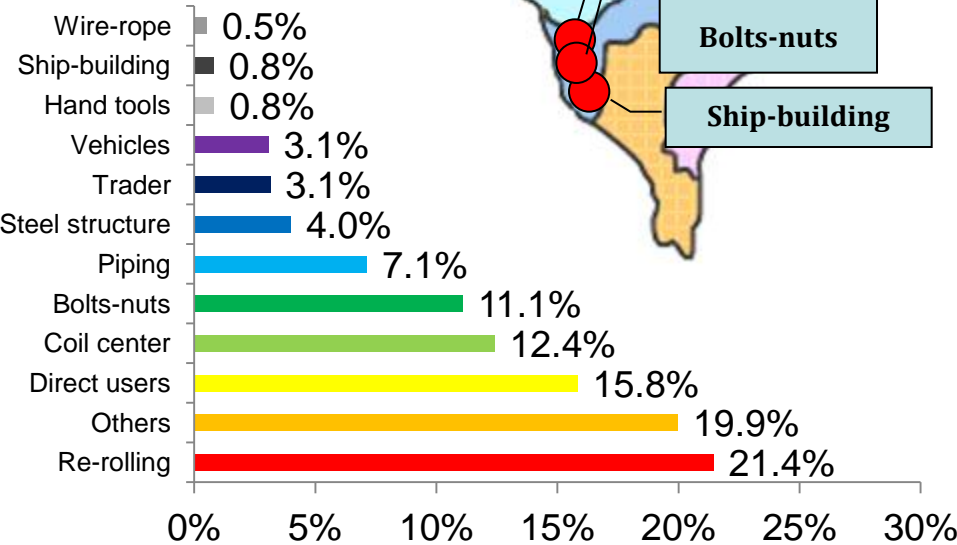 Wire-rope 0.5%
Bolts-nuts
Ship-building 0.8%
Hand tools 0.8%
Ship-building
Vehicles 3.1%
Trader 3.1%
Steel structure 4.0%
Piping 7.1%
Bolts-nuts 11.1%
Coil center 12.4%
Direct users 15.8%
Others 19.9%
Re-rolling 21.4%
0% 5% 10% 15% 20% 25% 30%